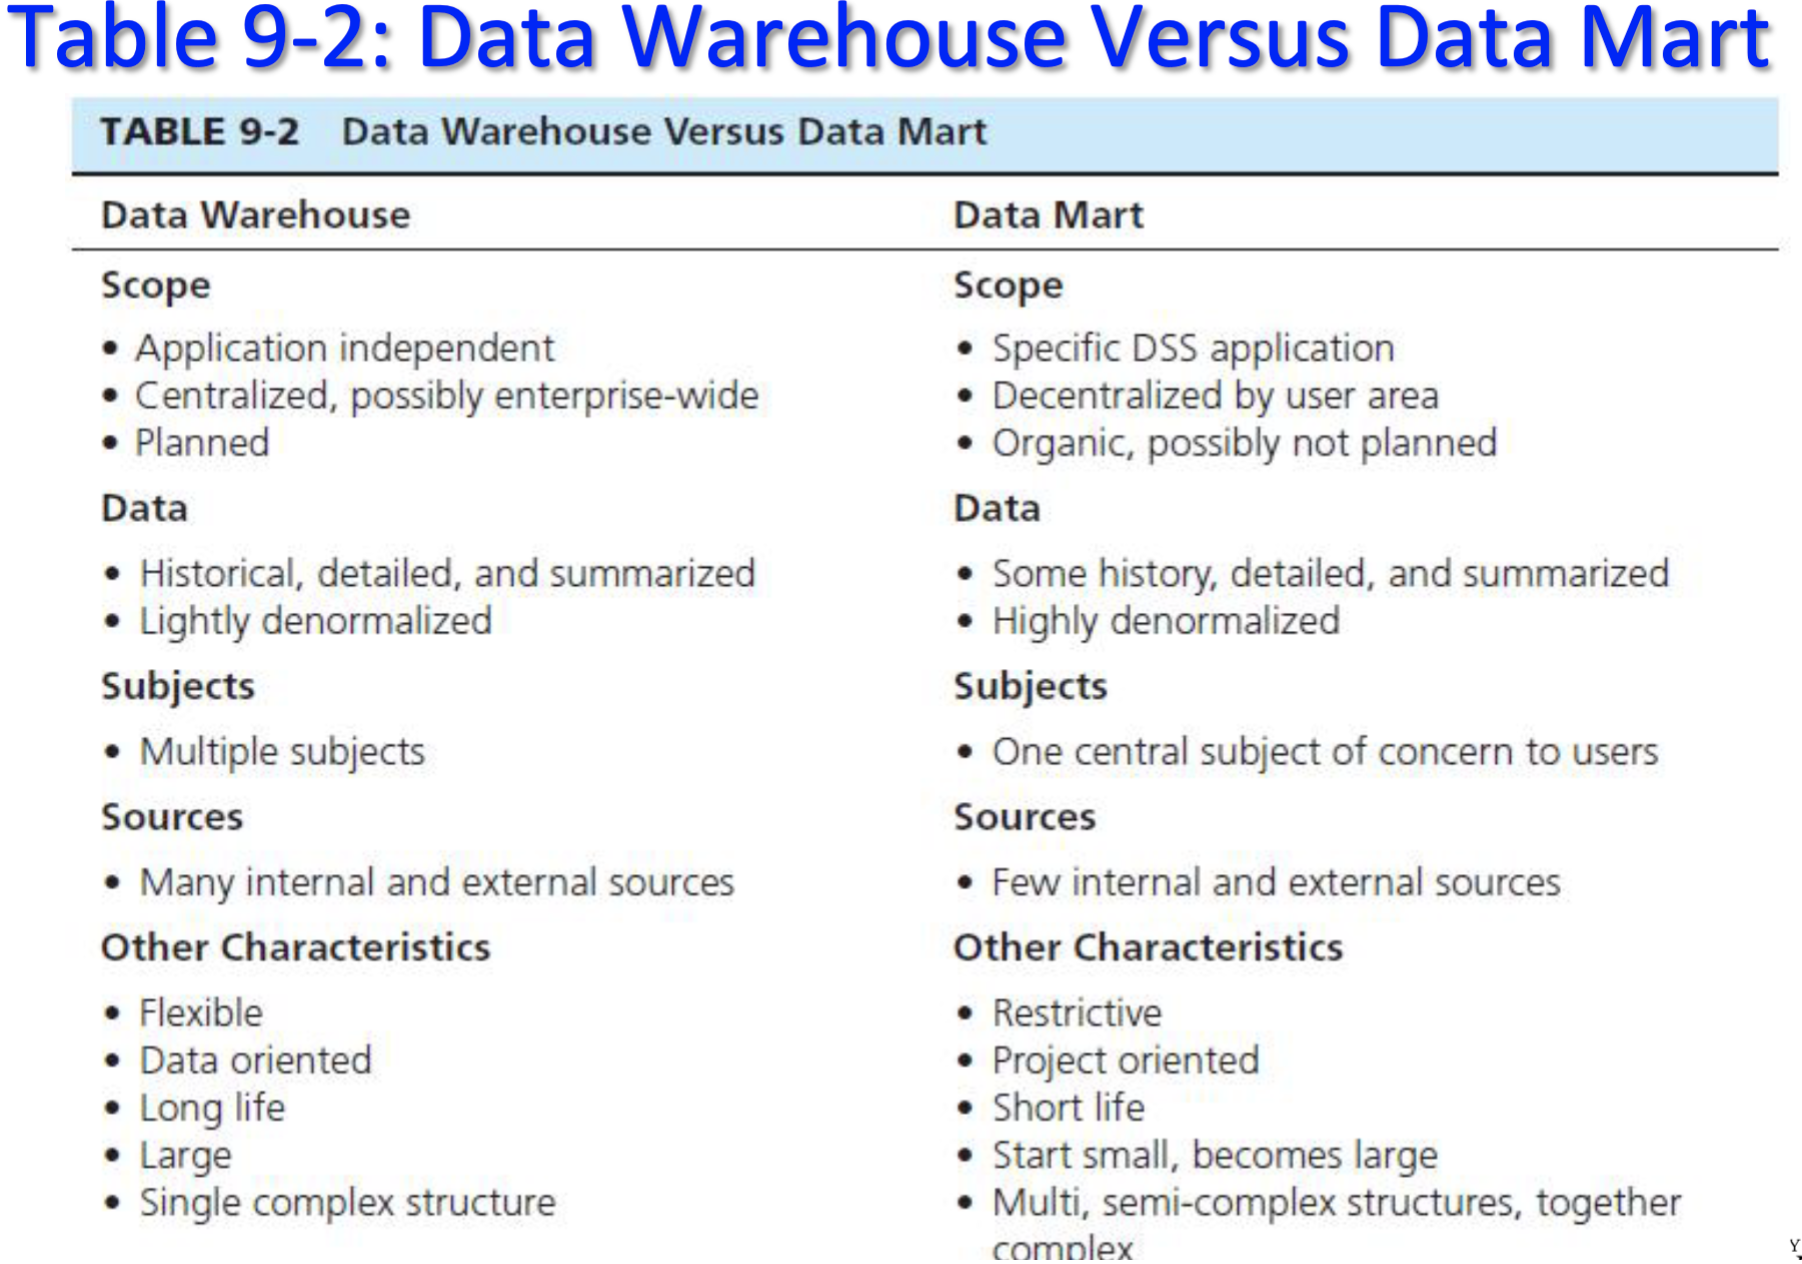 Table 9-2: Data Warehouse Versus Data Mart
TABLE 9-2 Data Warehouse Versus Data Mart
Data Warehouse
Data Mart
Scope
• Application independent
• Centralized, possibly enterprise-wide
• Planned
Data
• Historical, detailed, and summarized
• Lightly denormalized
Subjects
• Multiple subjects
Sources
• Many internal and external sources
Other Characteristics
• Flexible
• Data oriented
• Long life
• Large
• Single complex structure
Scope
• Specific DSS application
• Decentralized by user area
• Organic, possibly not planned
Data
• Some history, detailed, and summarized
• Highly denormalized
Subjects
• One central subject of concern to users
Sources
• Few internal and external sources
Other Characteristics
• Restrictive
• Project oriented
• Short life
• Start small, becomes large
• Multi, semi-complex structures, together
complex
Y